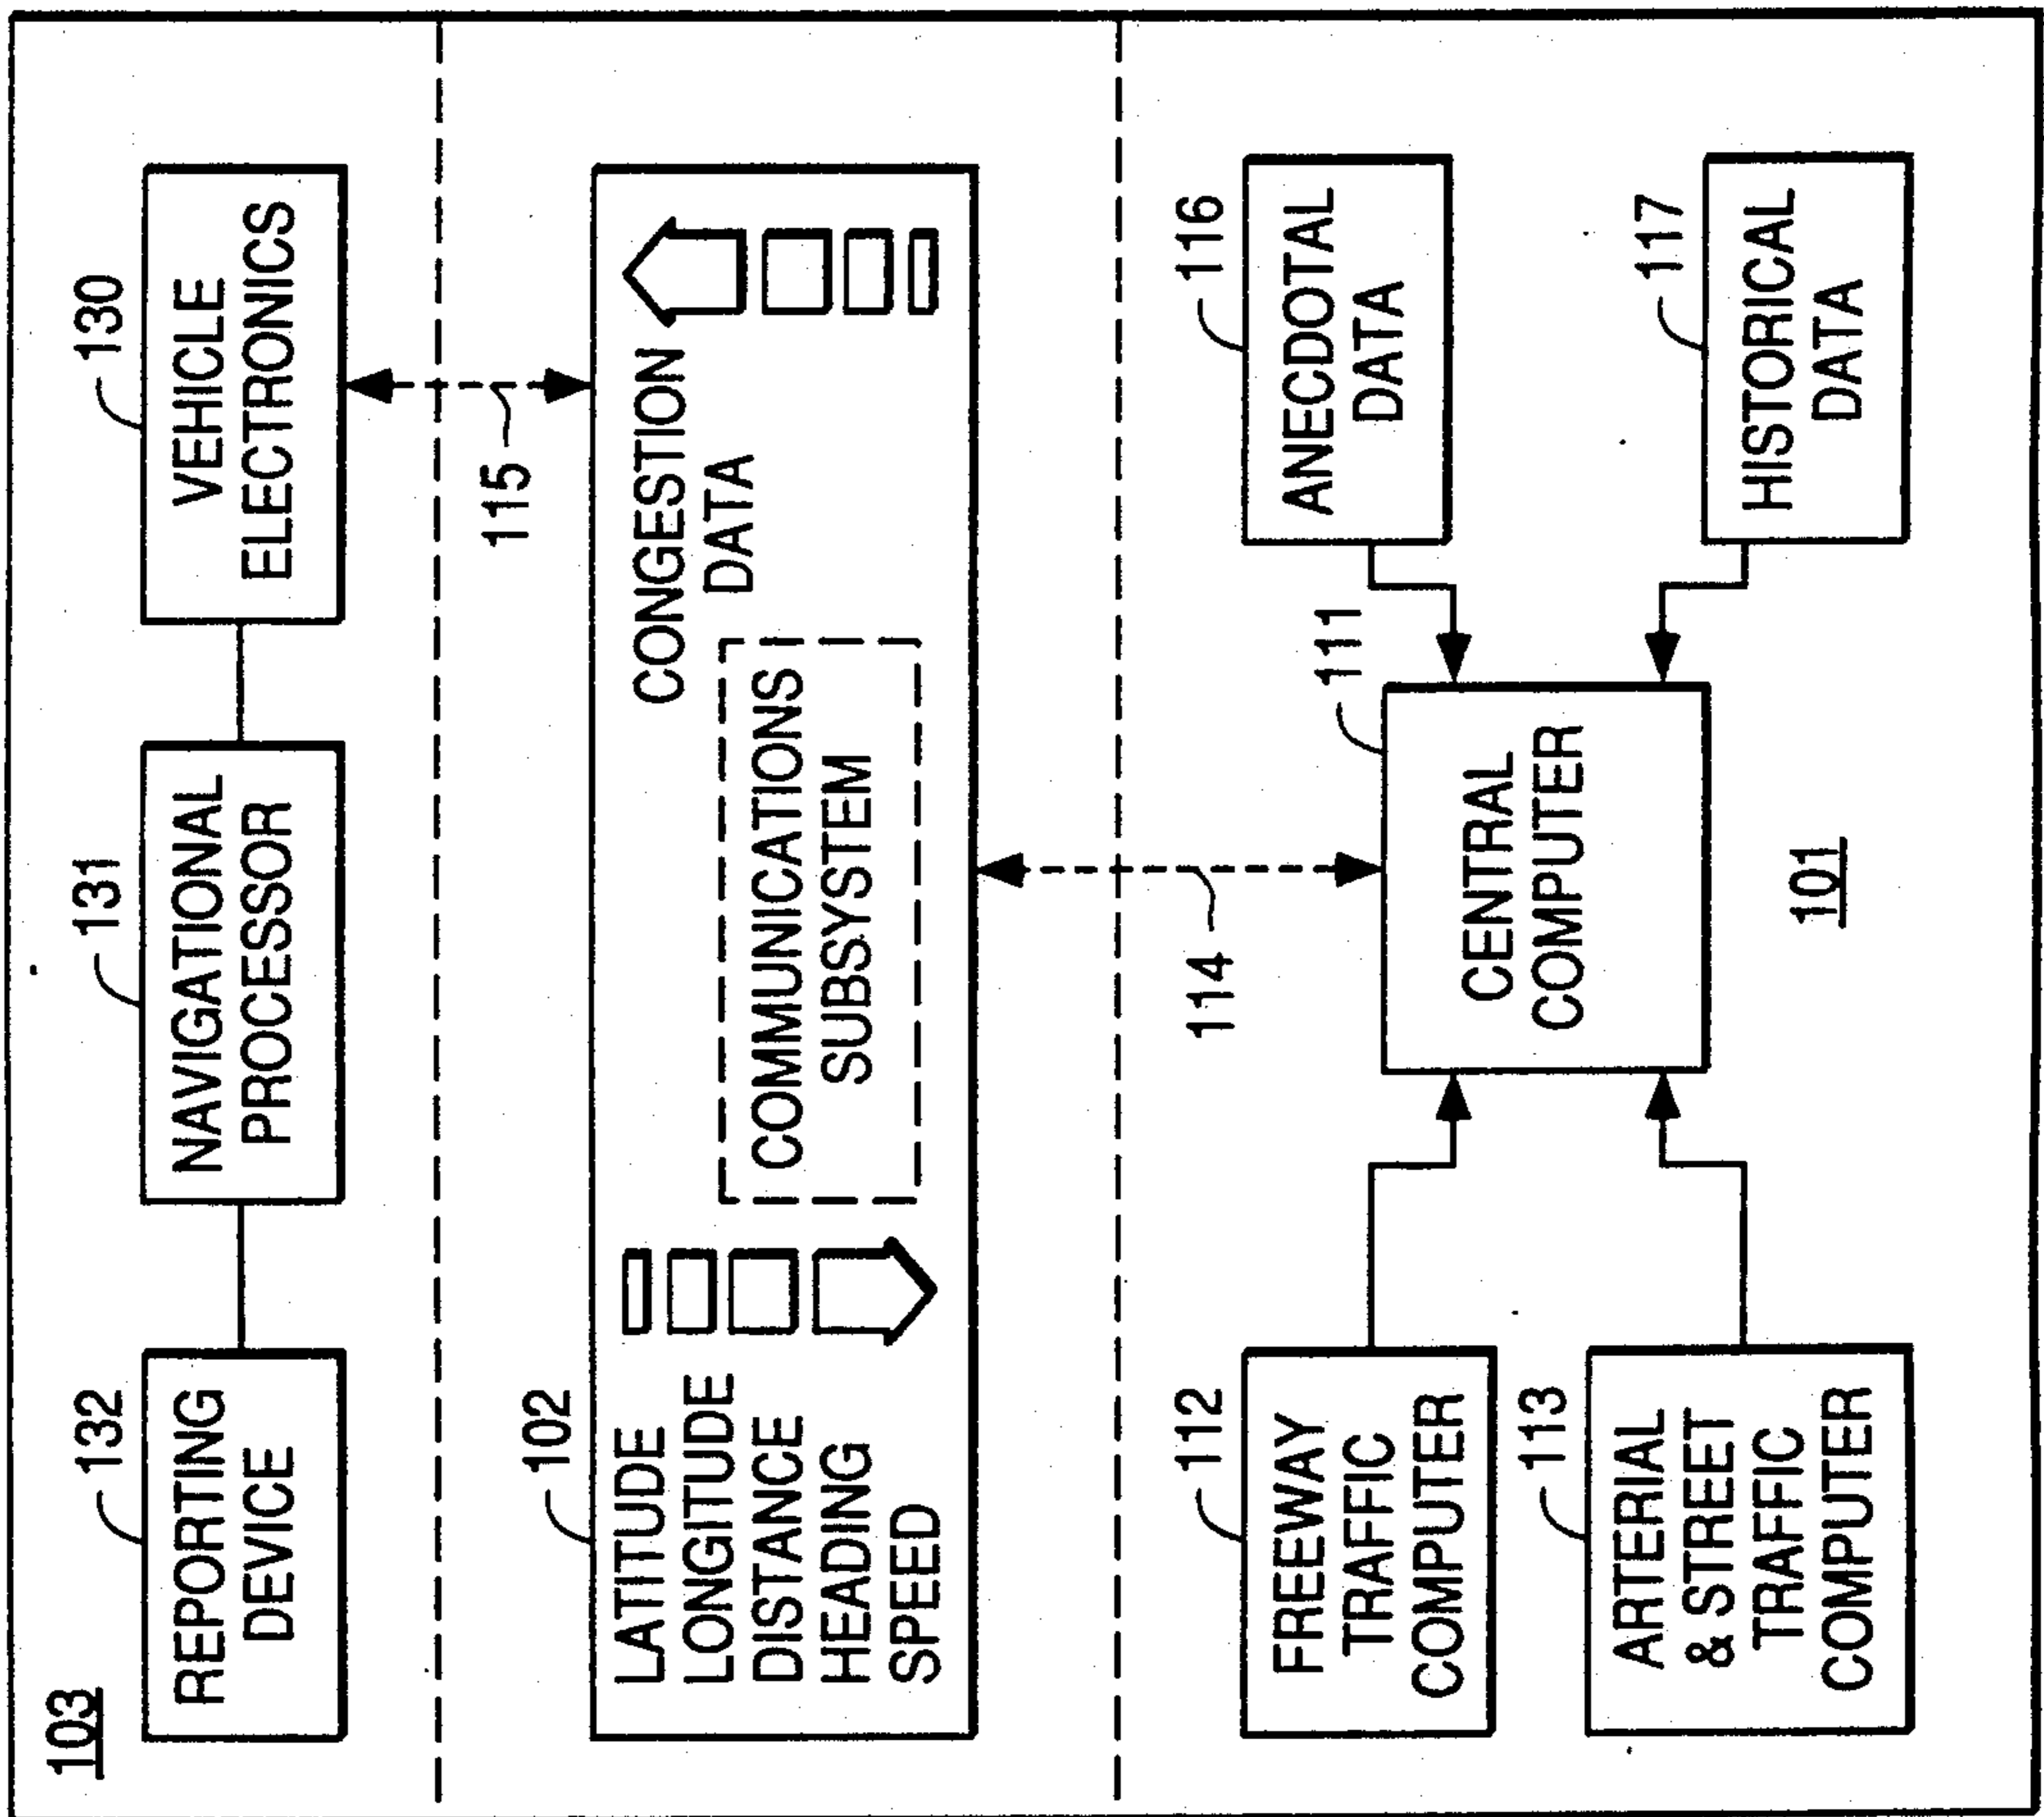 103
132
REPORTING
DEVICE
131
NAVIGATIONAL
PROCESSOR
130
VEHICLE
ELECTRONICS
115
102
LATITUDE
LONGITUDE
DISTANCE
HEADING
SPEED
COMMUNICATIONS
SUBSYSTEM
CONGESTION
DATA
114
112
FREEWAY
TRAFFIC
COMPUTER
113
ARTERIAL
& STREET
TRAFFIC
COMPUTER
111
CENTRAL
COMPUTER
101
116
ANECDOTAL
DATA
117
HISTORICAL
DATA